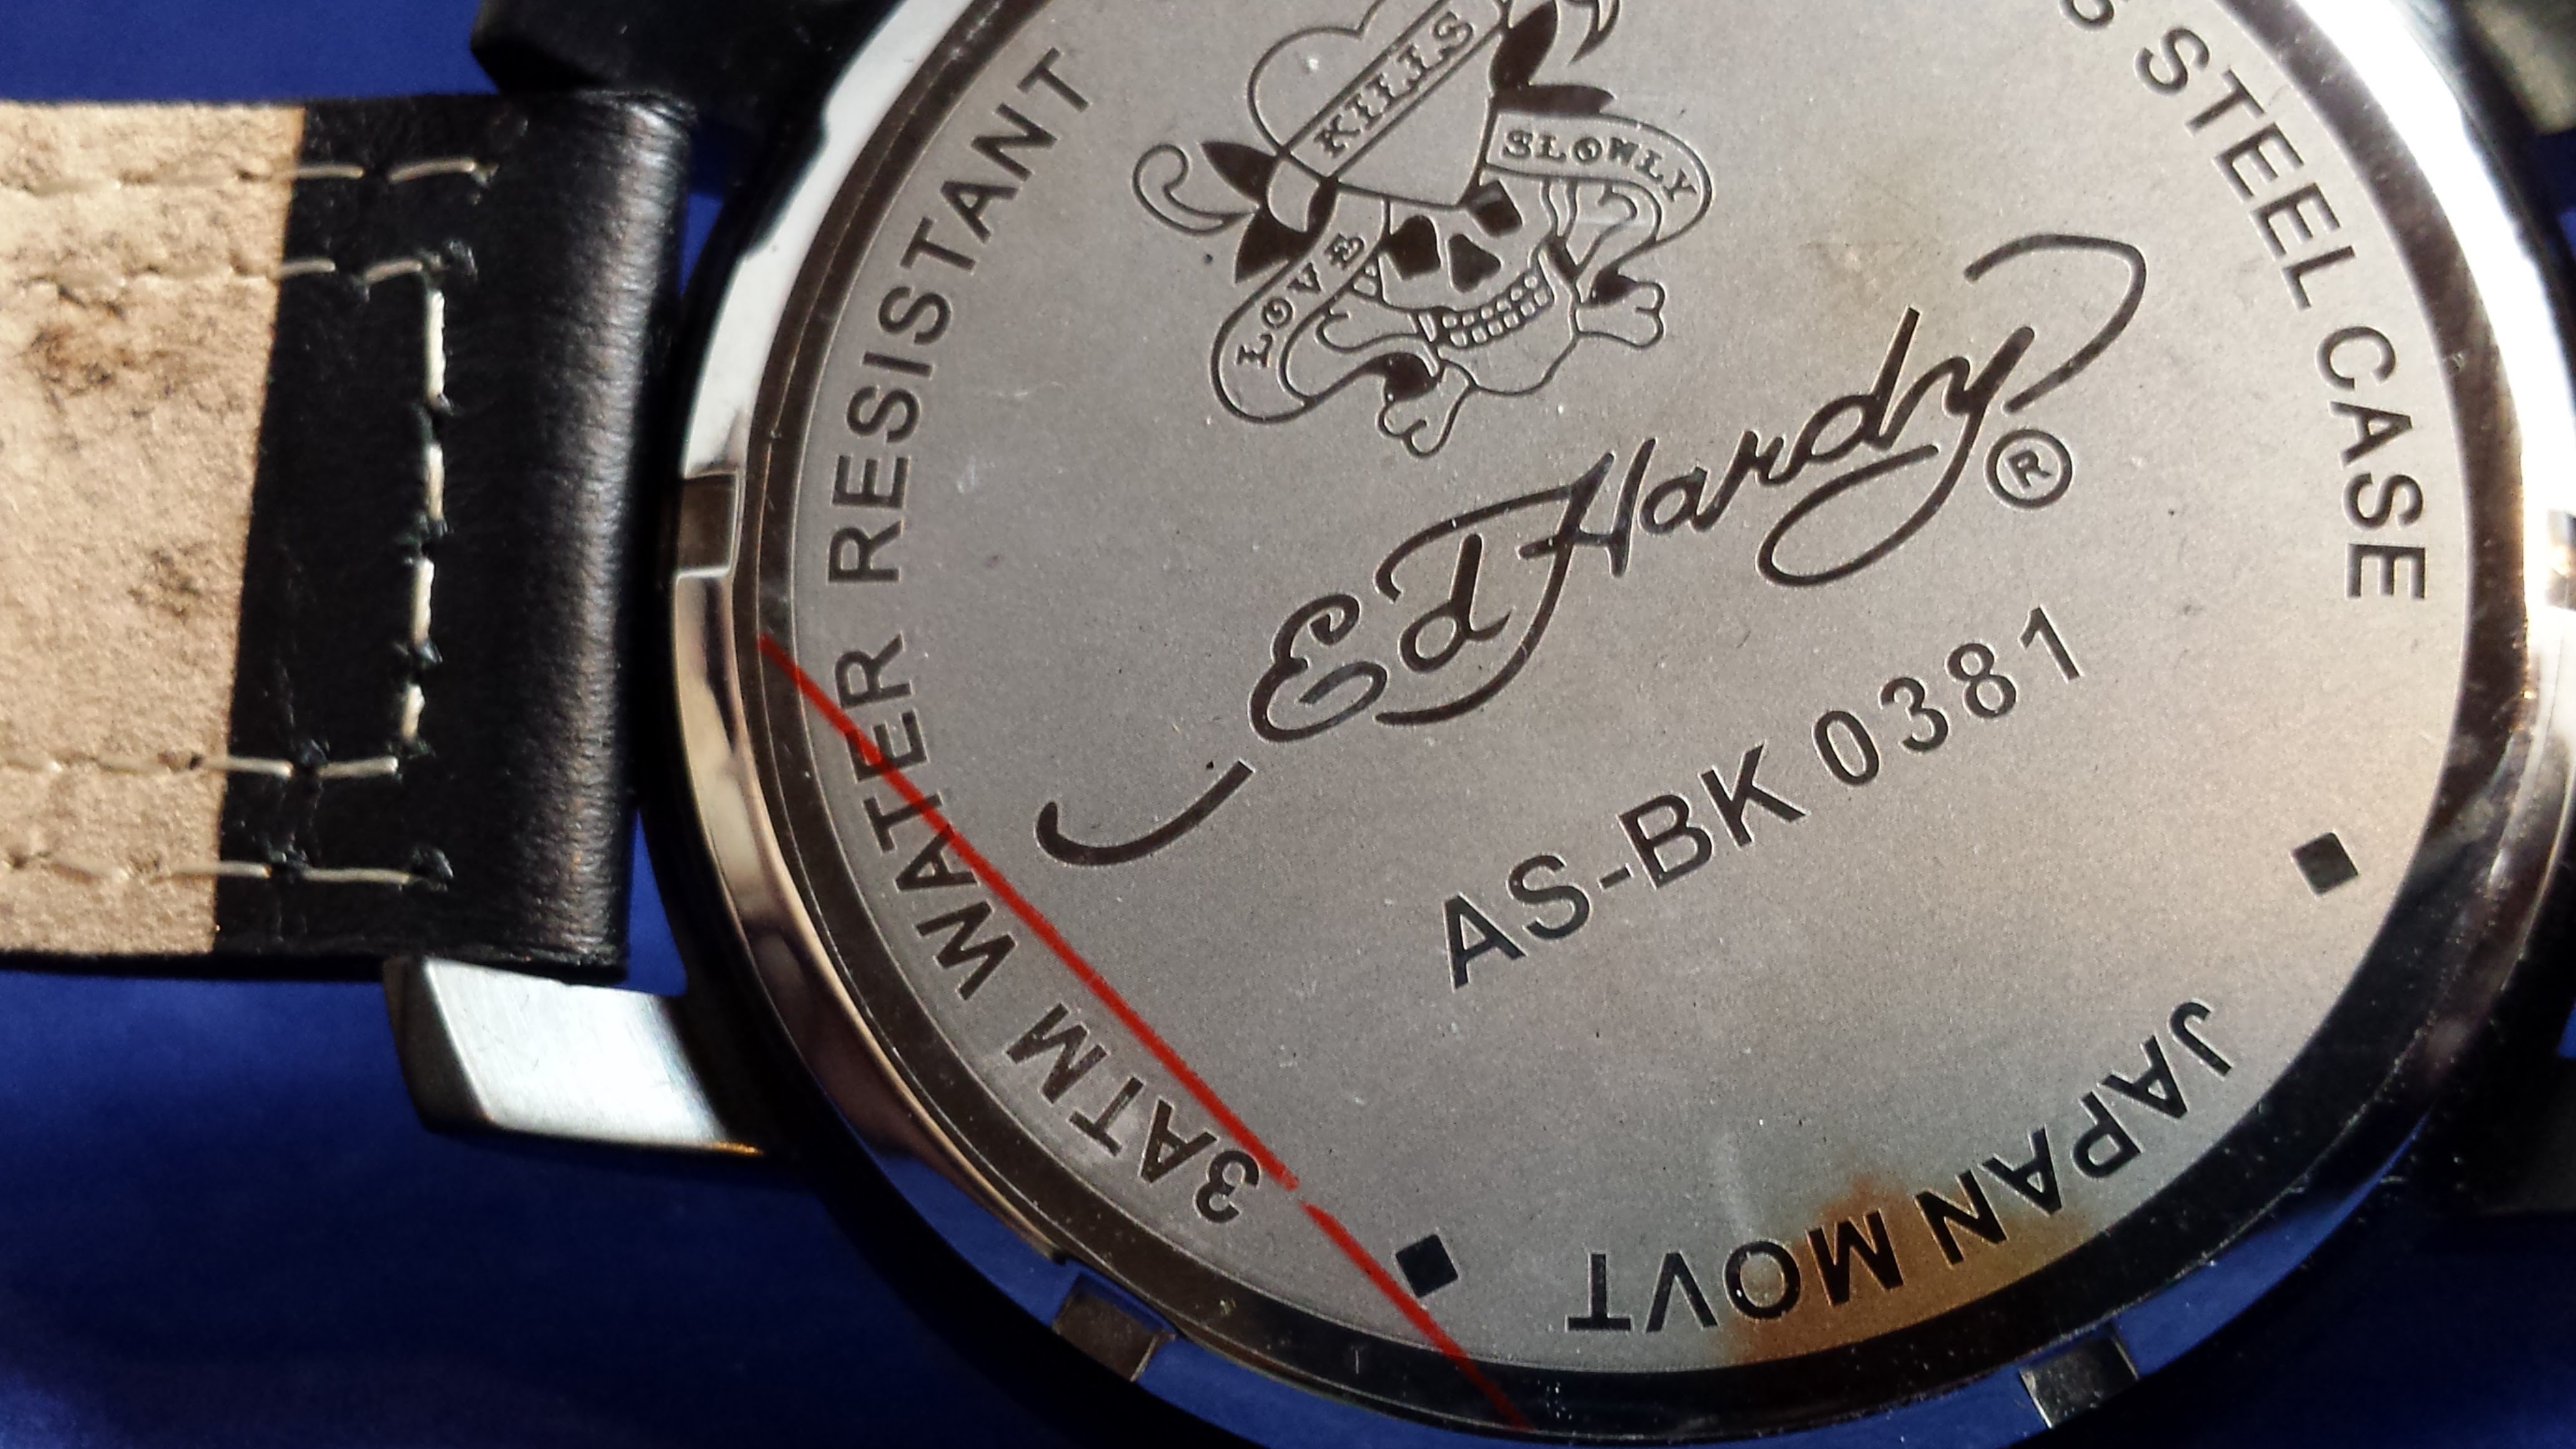 LOVE
KILLS
SLOWLY
Ed Hardy ®
AS-BK 0381
3ATM WATER RESISTANT
STEEL CASE
JAPAN MOVT